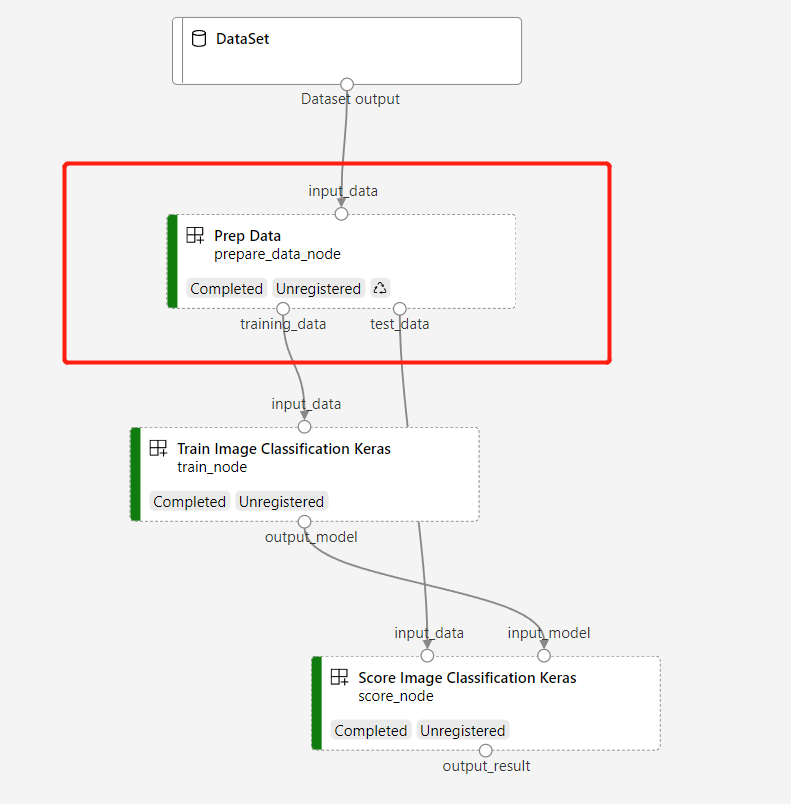 DataSet
Dataset output
input_data
Prep Data
prepare_data_node
Completed Unregistered
training_data test_data
input_data
Train Image Classification Keras
train_node
Completed Unregistered
output_model
input_data input_model
Score Image Classification Keras
score_node
Completed Unregistered
output_result